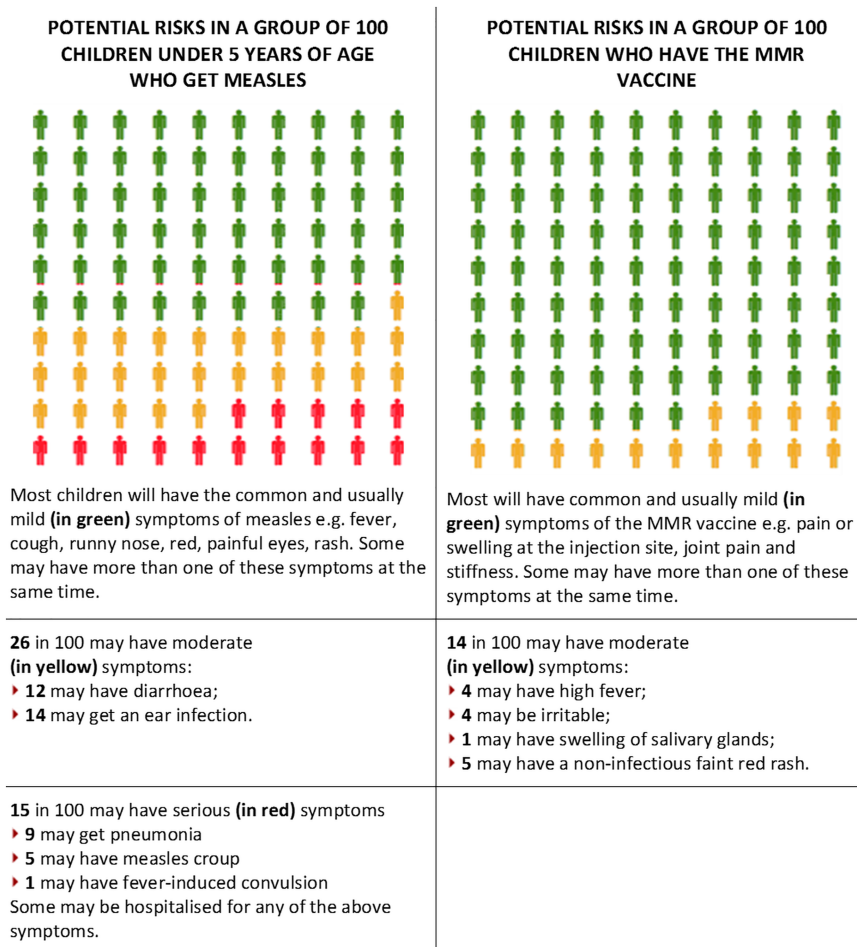 POTENTIAL RISKS IN A GROUP OF 100
CHILDREN UNDER 5 YEARS OF AGE
WHO GET MEASLES
Most children will have the common and usually
mild (in green) symptoms of measles e.g. fever,
cough, runny nose, red, painful eyes, rash. Some
may have more than one of these symptoms at the
same time.
26 in 100 may have moderate
(in yellow) symptoms:
12 may have diarrhoea;
14 may get an ear infection.
15 in 100 may have serious (in red) symptoms
9 may get pneumonia
5 may have measles croup
1 may have fever-induced convulsion
Some may be hospitalised for any of the above
symptoms.
POTENTIAL RISKS IN A GROUP OF 100
CHILDREN WHO HAVE THE MMR
VACCINE
Most will have common and usually mild (in
green) symptoms of the MMR vaccine e.g. pain or
swelling at the injection site, joint pain and
stiffness. Some may have more than one of these
symptoms at the same time.
14 in 100 may have moderate
(in yellow) symptoms:
4 may have high fever;
4 may be irritable;
1 may have swelling of salivary glands;
5 may have a non-infectious faint red rash.